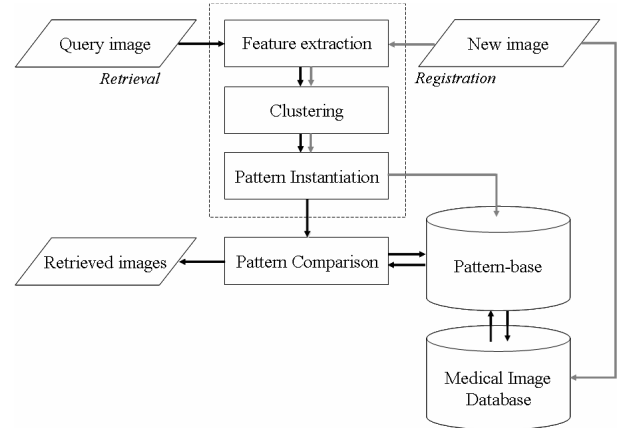 Query image
Feature extraction
New image
Retrieval
Registration
Clustering
Pattern Instantiation
Retrieved images
Pattern Comparison
Pattern-base
Medical Image
Database